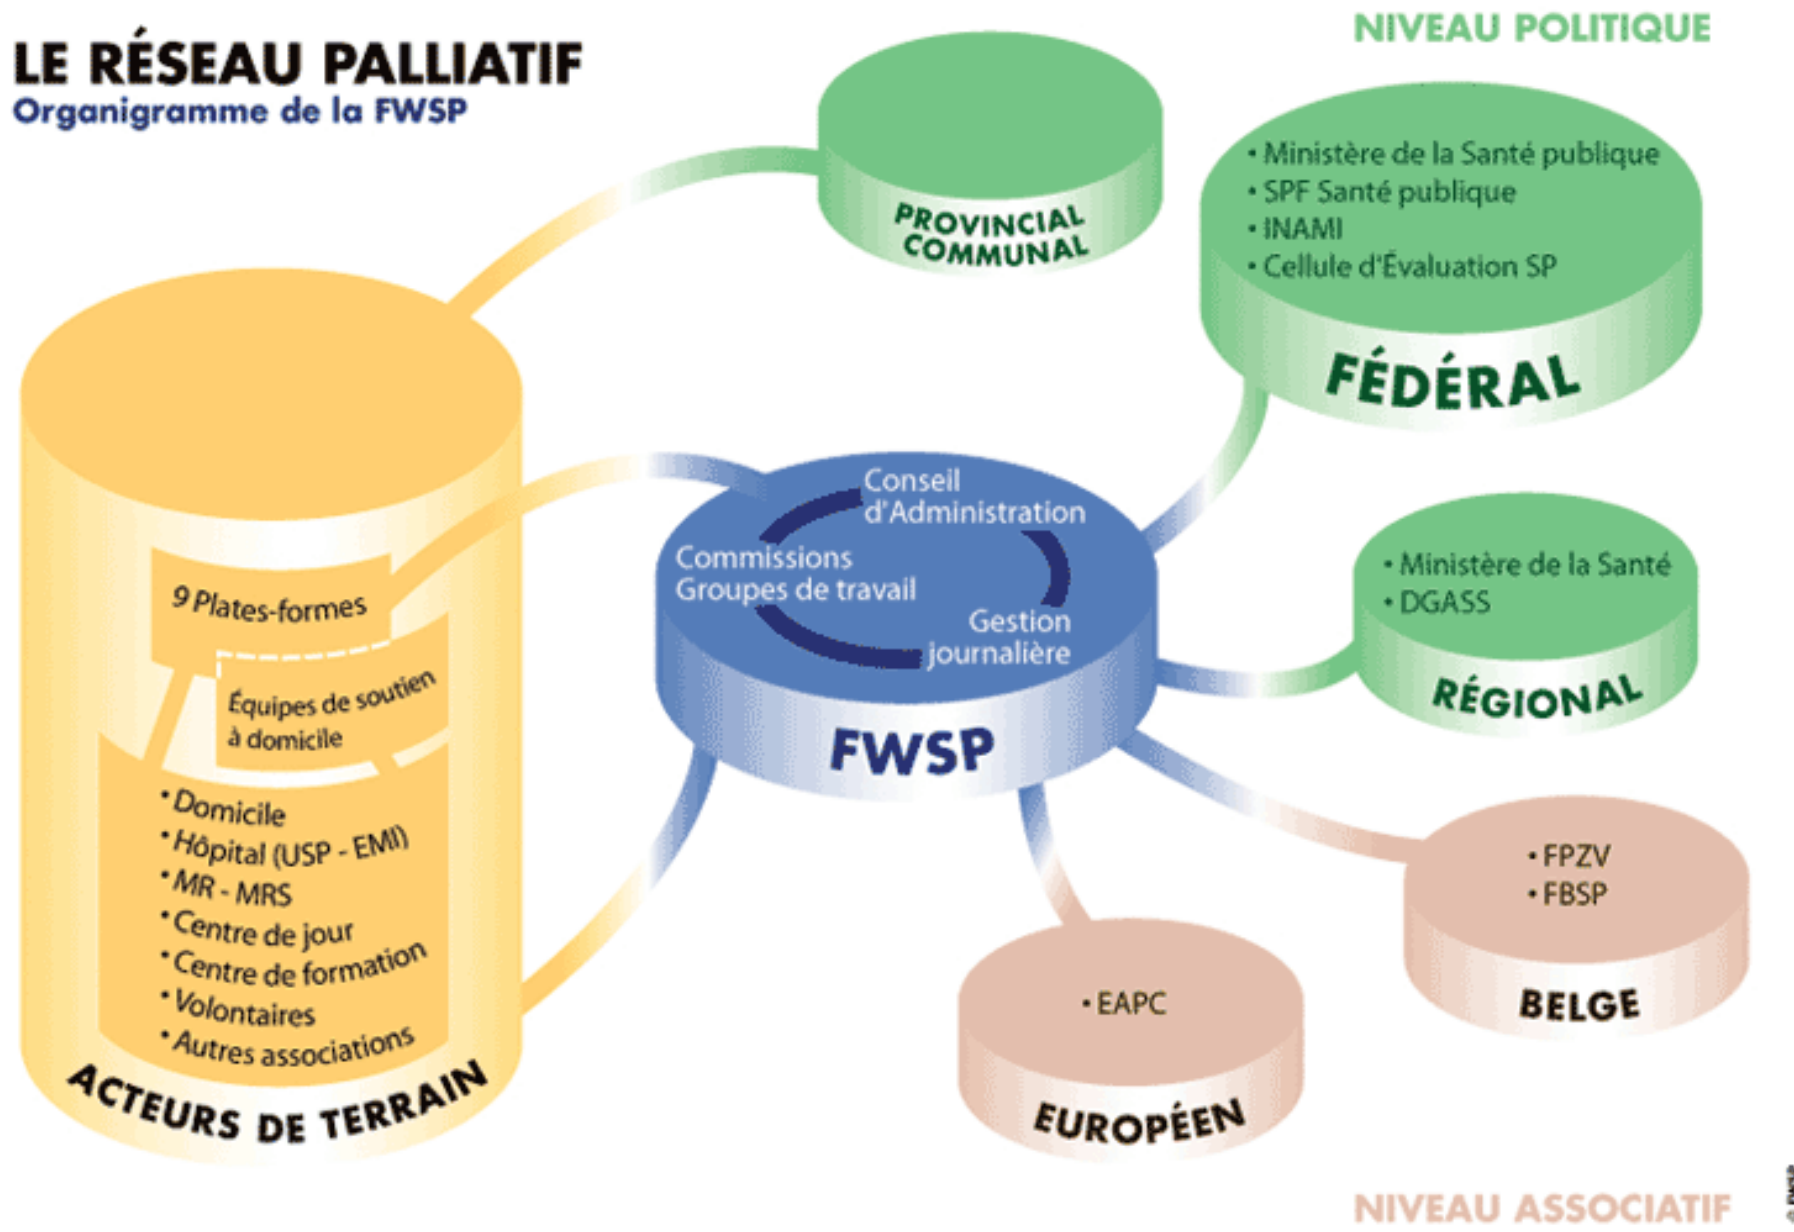 LE RÉSEAU PALLIATIF
Organigramme de la FWSP
NIVEAU POLITIQUE
PROVINCIAL
COMMUNAL
• Ministère de la Santé publique
• SPF Santé publique
• INAMI
• Cellule d'Évaluation SP
FÉDÉRAL
Conseil
d'Administration
Commissions
Groupes de travail
Gestion
journalière
FWSP
• Ministère de la Santé
• DGASS
RÉGIONAL
9 Plates-formes
Équipes de soutien
à domicile
• Domicile
• Hôpital (USP - EMI)
• MR - MRS
• Centre de jour
• Centre de formation
• Volontaires
• Autres associations
ACTEURS DE TERRAIN
• FPZV
• FBSP
BELGE
• EAPC
EUROPÉEN
NIVEAU ASSOCIATIF
© FWSP